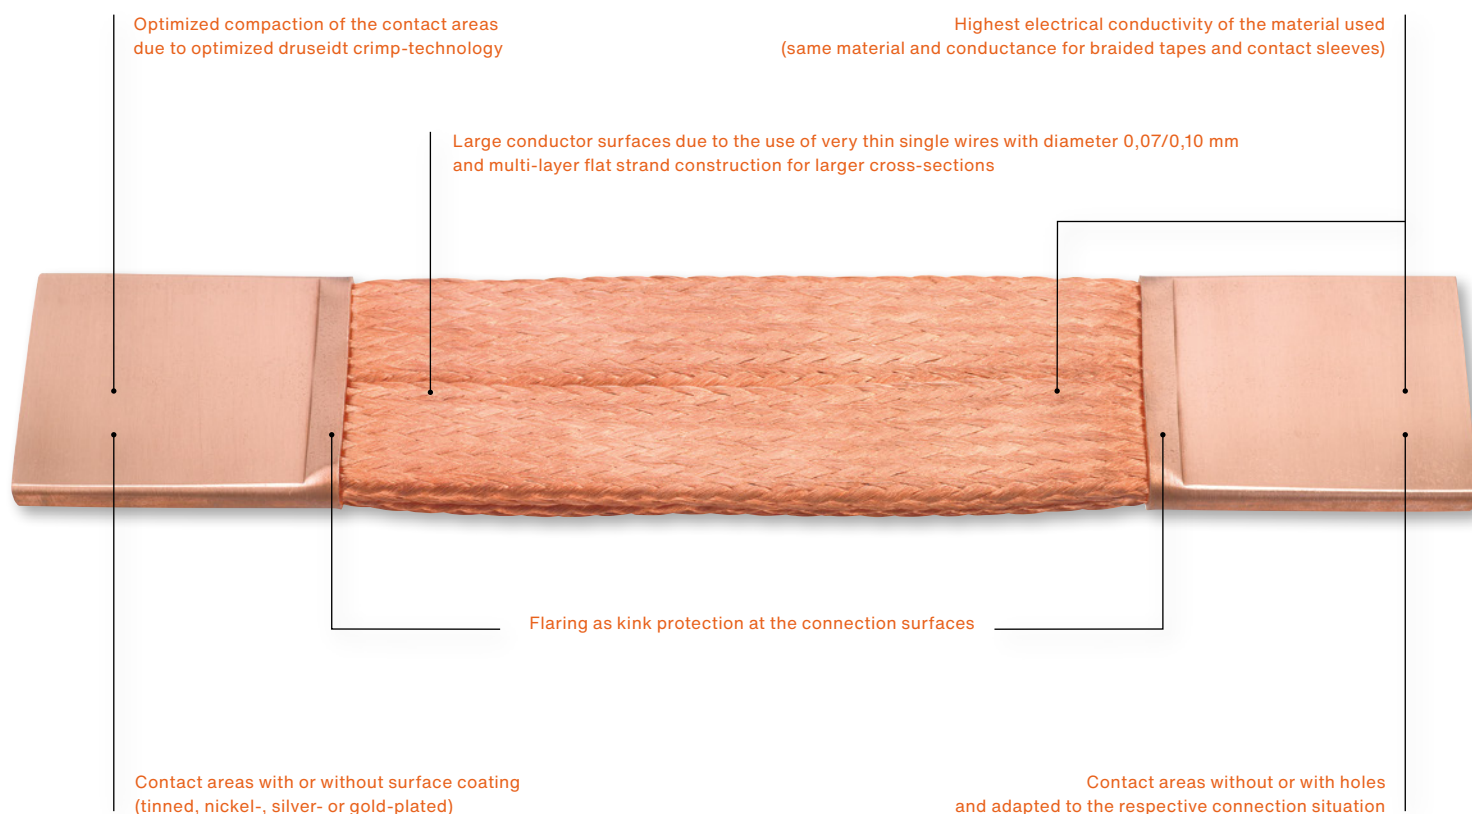 Optimized compaction of the contact areas
due to optimized druseidt crimp-technology
Highest electrical conductivity of the material used
(same material and conductance for braided tapes and contact sleeves)
Large conductor surfaces due to the use of very thin single wires with diameter 0,07/0,10 mm
and multi-layer flat strand construction for larger cross-sections
Flaring as kink protection at the connection surfaces
Contact areas with or without surface coating
(tinned, nickel-, silver- or gold-plated)
Contact areas without or with holes
and adapted to the respective connection situation